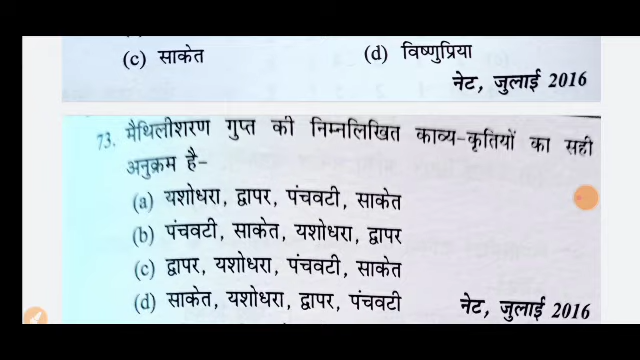 (c) साकेत (d) विष्णुप्रिया
नेट, जुलाई 2016
73. मैथिलीशरण गुप्त की निम्नलिखित काव्य-कृतियों का सही
अनुक्रम है-
(a) यशोधरा, द्वापर, पंचवटी, साकेत
(b) पंचवटी, साकेत, यशोधरा, द्वापर
(c) द्वापर, यशोधरा, पंचवटी, साकेत
(d) साकेत, यशोधरा, द्वापर, पंचवटी नेट, जुलाई 2016